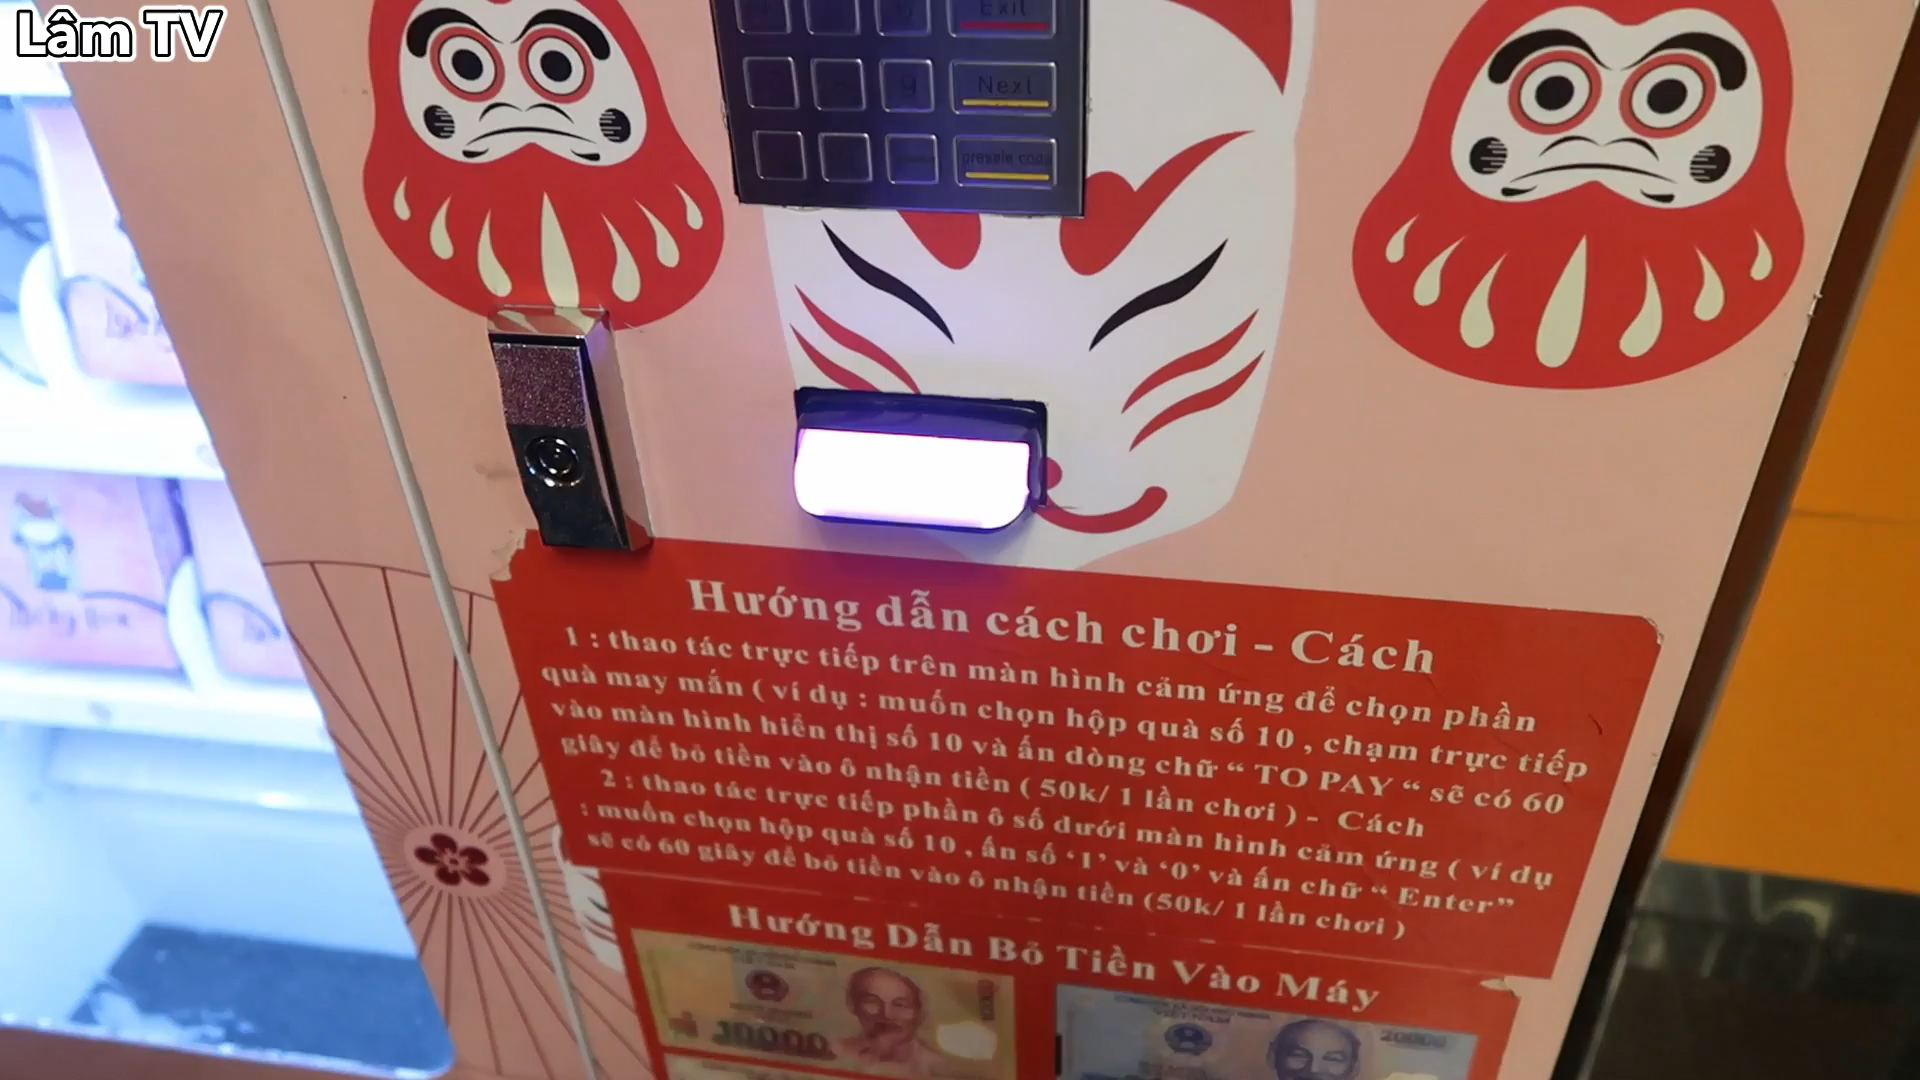 Lâm TV
Exit
9
Next
presele code
Hướng dẫn cách chơi - Cách
1 : thao tác trực tiếp trên màn hình cảm ứng để chọn phần
quà may mắn ( ví dụ : muốn chọn hộp quà số 10 , chạm trực tiếp
vào màn hình hiển thị số 10 và ấn dòng chữ “ TO PAY “ sẽ có 60
giây để bỏ tiền vào ô nhận tiền ( 50k/ 1 lần chơi ) - Cách
2 : thao tác trực tiếp phần ô số dưới màn hình cảm ứng ( ví dụ
: muốn chọn hộp quà số 10 , ấn số ‘1’ và ‘0’ và ấn chữ “ Enter”
sẽ có 60 giây để bỏ tiền vào ô nhận tiền (50k/ 1 lần chơi )
Hướng Dẫn Bỏ Tiền Vào Máy
VIỆT NAM
10000
20000